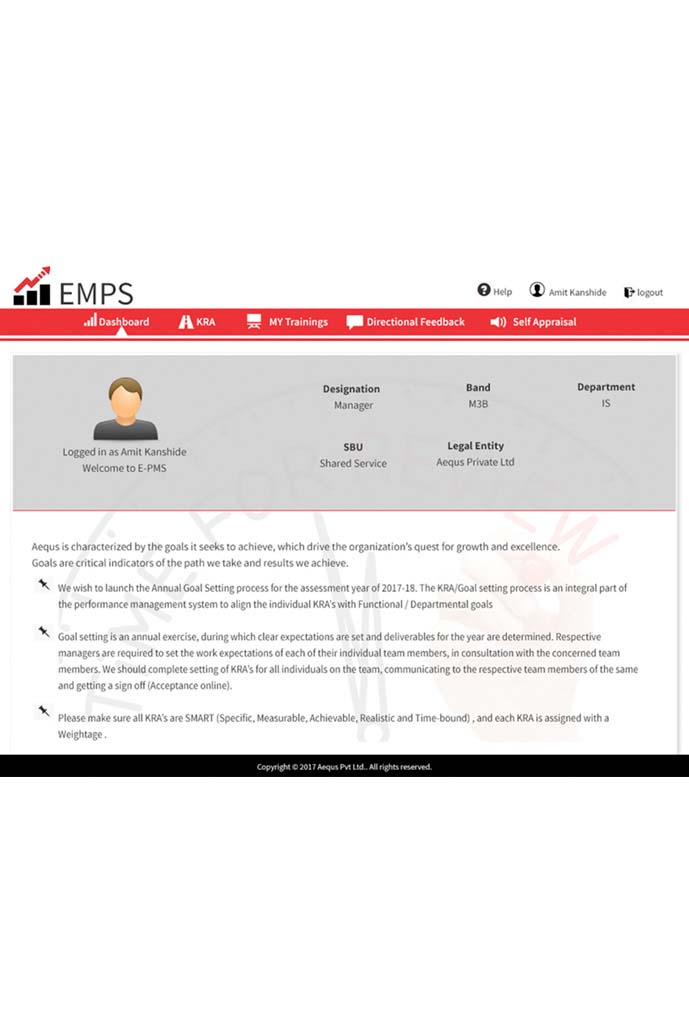 EMPS
Help
Amit Kanshide
logout
Dashboard
KRA
MY Trainings
Directional Feedback
Self Appraisal
Logged in as Amit Kanshide
Welcome to E-PMS
Designation
Manager
Band
M3B
Department
IS
SBU
Shared Service
Legal Entity
Aequs Private Ltd
TIME FOR REVIEW
Aequs is characterized by the goals it seeks to achieve, which drive the organization's quest for growth and excellence.
Goals are critical indicators of the path we take and results we achieve.
We wish to launch the Annual Goal Setting process for the assessment year of 2017-18. The KRA/Goal setting process is an integral part of
the performance management system to align the individual KRA's with Functional / Departmental goals
Goal setting is an annual exercise, during which clear expectations are set and deliverables for the year are determined. Respective
managers are required to set the work expectations of each of their individual team members, in consultation with the concerned team
members. We should complete setting of KRA's for all individuals on the team, communicating to the respective team members of the same
and getting a sign off (Acceptance online).
Please make sure all KRA's are SMART (Specific, Measurable, Achievable, Realistic and Time-bound) , and each KRA is assigned with a
Weightage .
Copyright © 2017 Aequs Pvt Ltd.. All rights reserved.